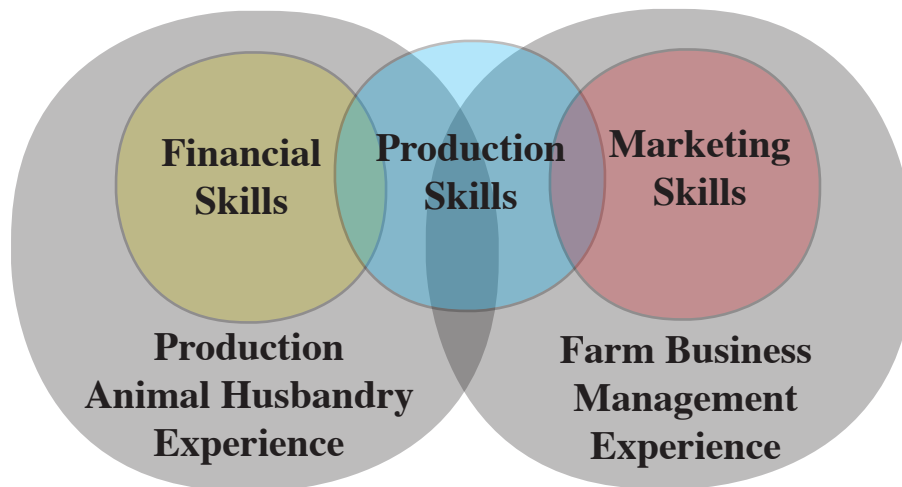 Financial
Skills
Production
Skills
Marketing
Skills
Production
Animal Husbandry
Experience
Farm Business
Management
Experience